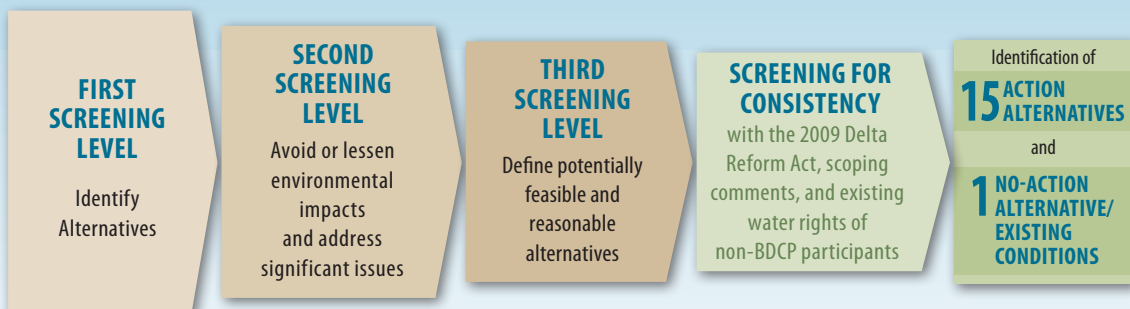 FIRST
SCREENING
LEVEL
Identify
Alternatives
SECOND
SCREENING
LEVEL
Avoid or lessen
environmental
impacts
and address
significant issues
THIRD
SCREENING
LEVEL
Define potentially
feasible and
reasonable
alternatives
SCREENING FOR
CONSISTENCY
with the 2009 Delta
Reform Act, scoping
comments, and existing
water rights of
non-BDCP participants
Identification of
15 ACTION
ALTERNATIVES
and
1 NO-ACTION
ALTERNATIVE/
EXISTING
CONDITIONS